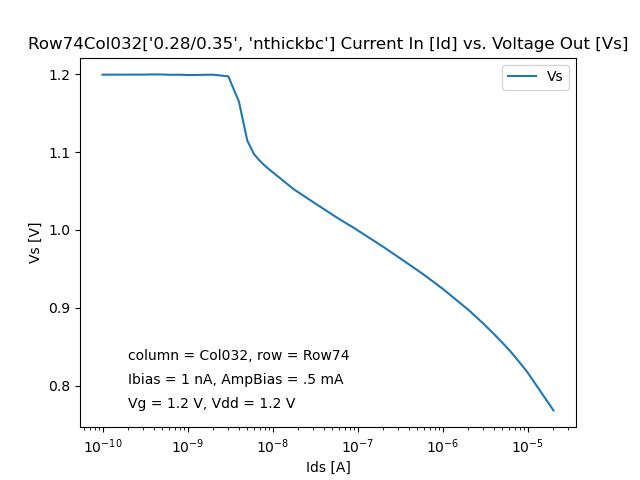 Row74Col032['0.28/0.35', 'nthickbc'] Current In [Id] vs. Voltage Out [Vs]
Vs
1.2
1.1
1.0
0.9
0.8
Vs [V]
column = Col032, row = Row74
Ibias = 1 nA, AmpBias = .5 mA
Vg = 1.2 V, Vdd = 1.2 V
10⁻¹⁰ 10⁻⁹ 10⁻⁸ 10⁻⁷ 10⁻⁶ 10⁻⁵
Ids [A]